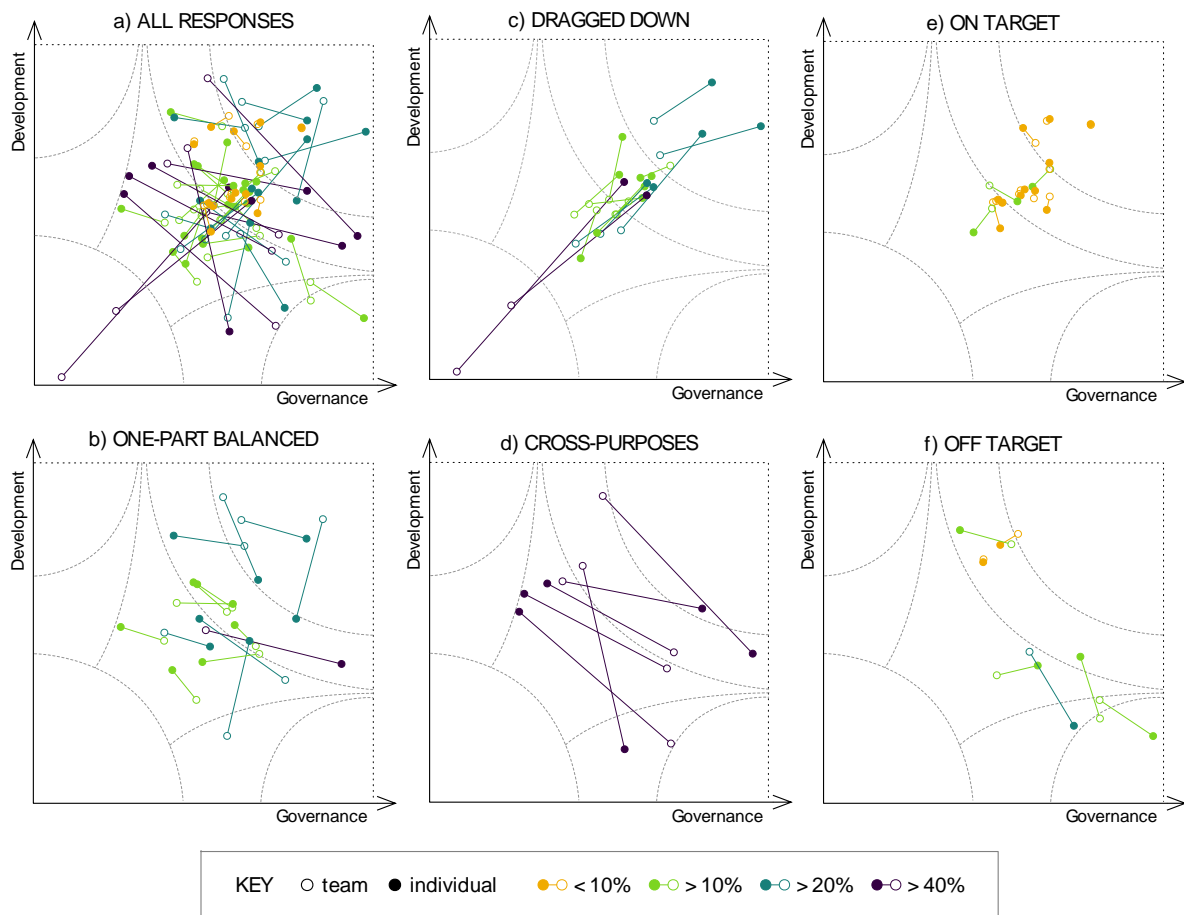 a) ALL RESPONSES
Development
Governance
c) DRAGGED DOWN
Development
Governance
e) ON TARGET
Development
Governance
b) ONE-PART BALANCED
Development
Governance
d) CROSS-PURPOSES
Development
Governance
f) OFF TARGET
Development
Governance
KEY team individual < 10% > 10% > 20% > 40%